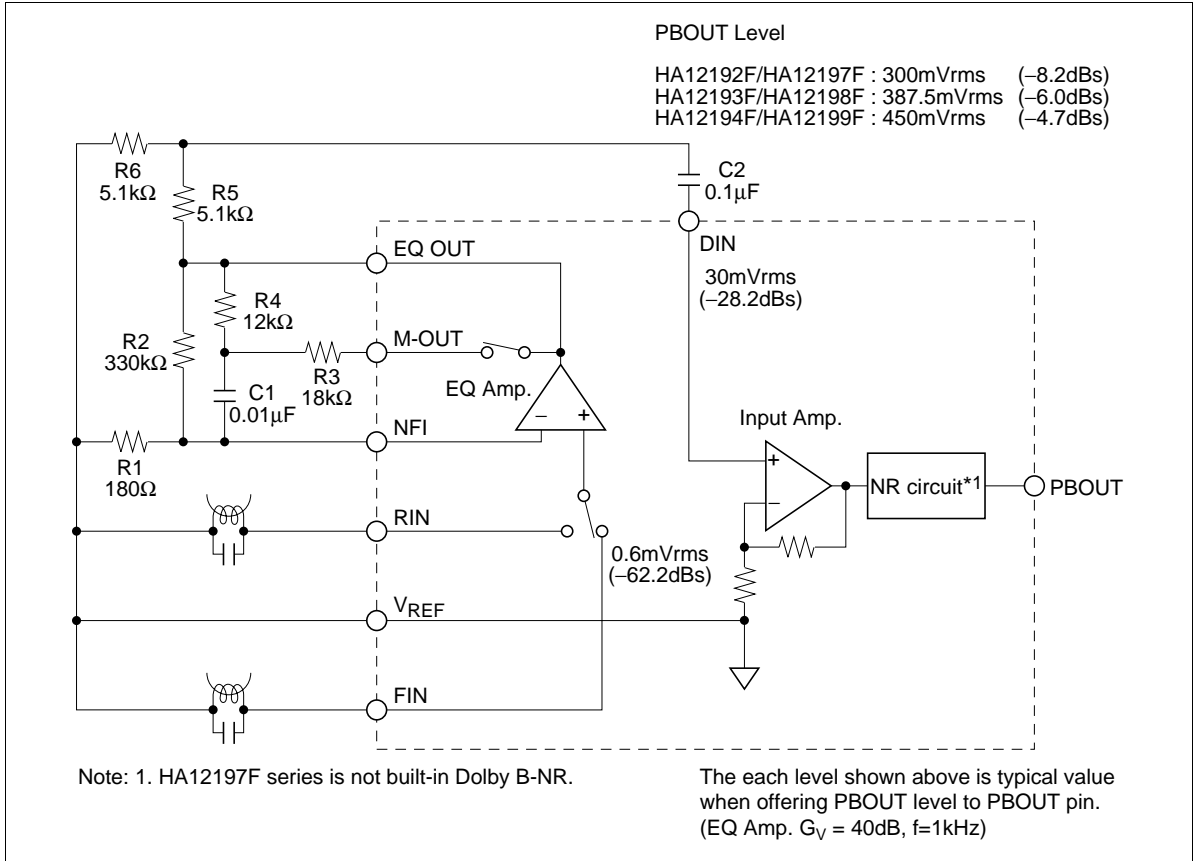 PBOUT Level
HA12192F/HA12197F : 300mVrms (−8.2dBs)
HA12193F/HA12198F : 387.5mVrms (−6.0dBs)
HA12194F/HA12199F : 450mVrms (−4.7dBs)
R6
5.1kΩ
R5
5.1kΩ
C2
0.1µF
DIN
30mVrms
(−28.2dBs)
EQ OUT
R4
12kΩ
R2
330kΩ
M-OUT
R3
18kΩ
C1
0.01µF
EQ Amp.
−
+
NFI
R1
180Ω
Input Amp.
+
−
NR circuit*1
PBOUT
RIN
0.6mVrms
(−62.2dBs)
VREF
FIN
Note: 1. HA12197F series is not built-in Dolby B-NR.
The each level shown above is typical value
when offering PBOUT level to PBOUT pin.
(EQ Amp. GV = 40dB, f=1kHz)